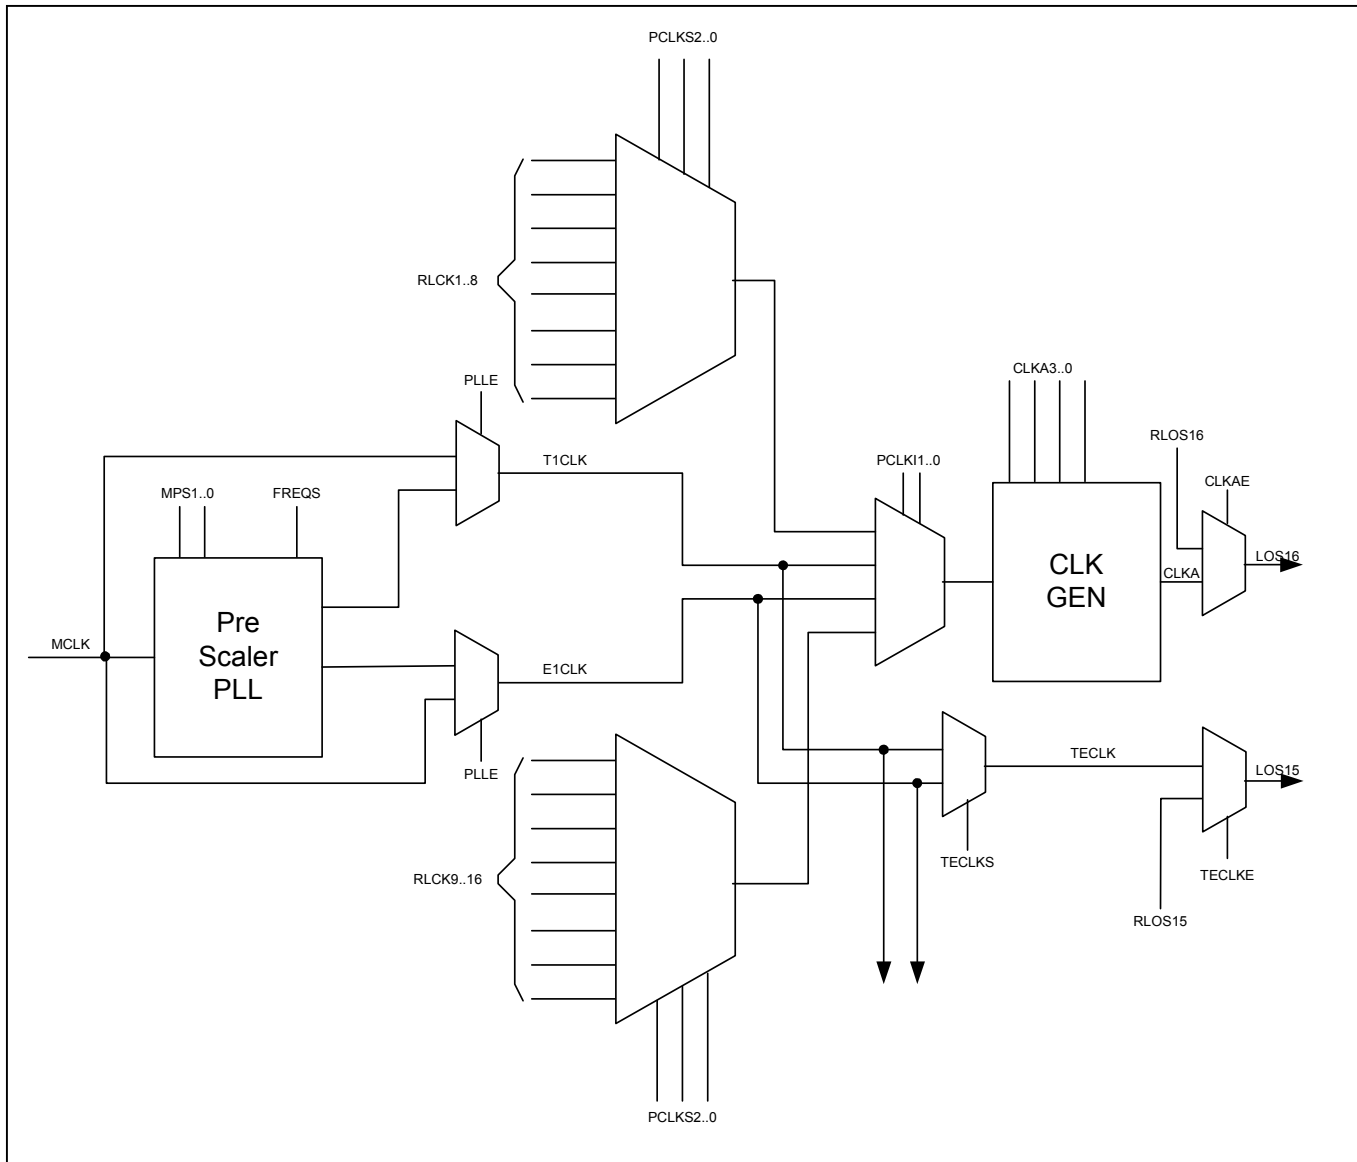 PCLKS2..0
RLCK1..8
PLLE
CLKA3..0
RLOS16
T1CLK
PCLKI1..0
CLKAE
MPS1..0
FREQS
LOS16
CLK
GEN
CLKA
Pre
Scaler
PLL
MCLK
E1CLK
TECLK
LOS15
PLLE
TECLKS
TECLKE
RLCK9..16
RLOS15
PCLKS2..0